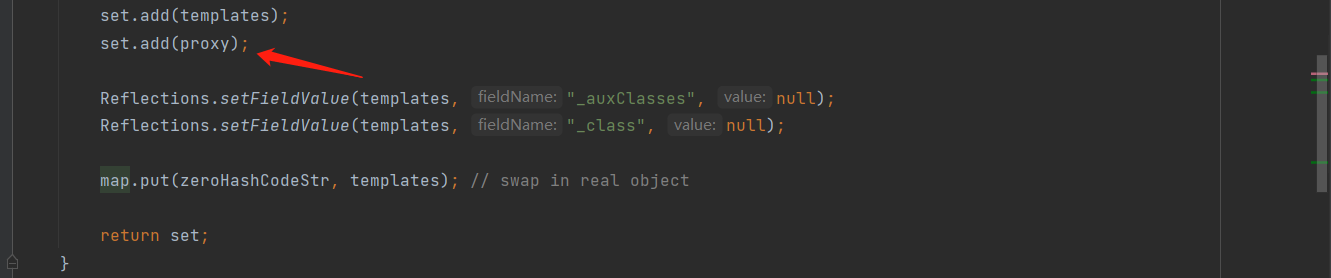 set.add(templates);
set.add(proxy);
Reflections.setFieldValue(templates, fieldName: "_auxClasses", value: null);
Reflections.setFieldValue(templates, fieldName: "_class", value: null);
map.put(zeroHashCodeStr, templates); // swap in real object
return set;
}